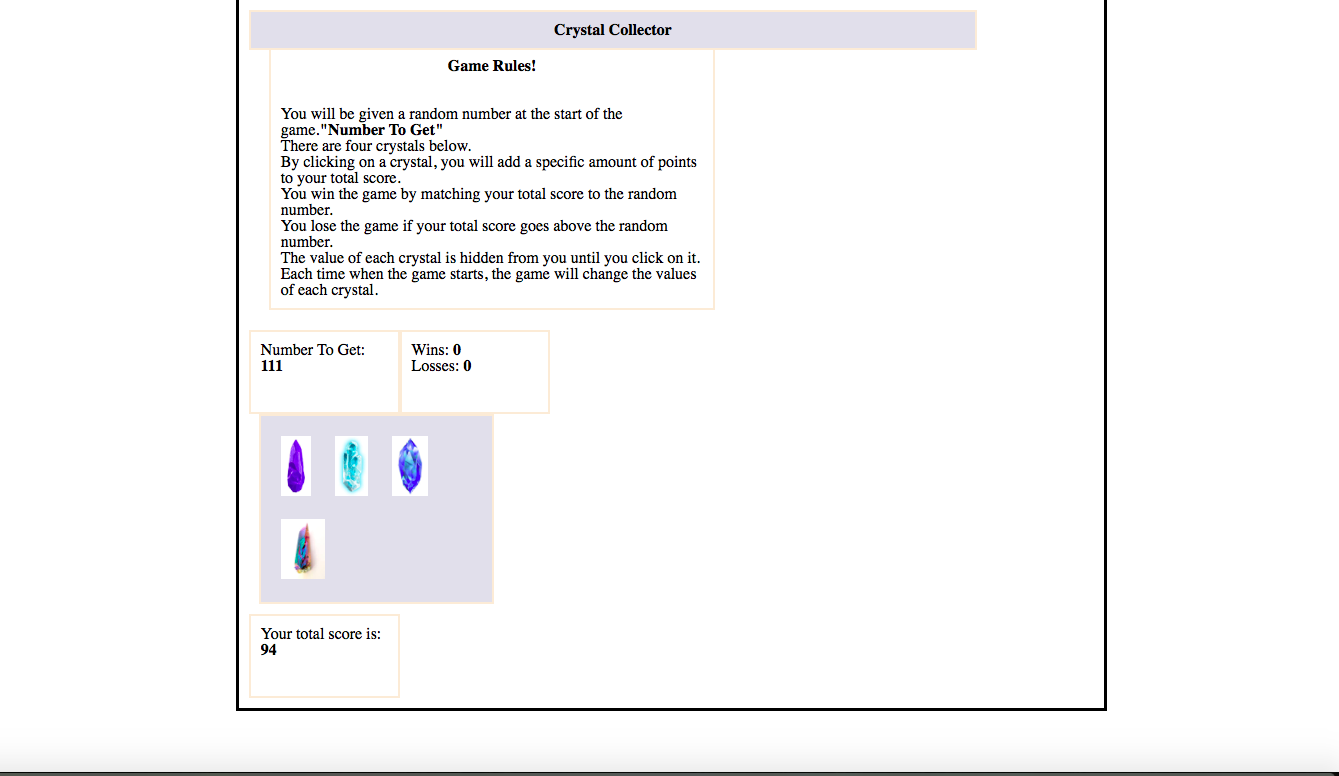 Crystal Collector
Game Rules!
You will be given a random number at the start of the
game."Number To Get"
There are four crystals below.
By clicking on a crystal, you will add a specific amount of points
to your total score.
You win the game by matching your total score to the random
number.
You lose the game if your total score goes above the random
number.
The value of each crystal is hidden from you until you click on it.
Each time when the game starts, the game will change the values
of each crystal.
Number To Get:
111
Wins: 0
Losses: 0
Your total score is:
94